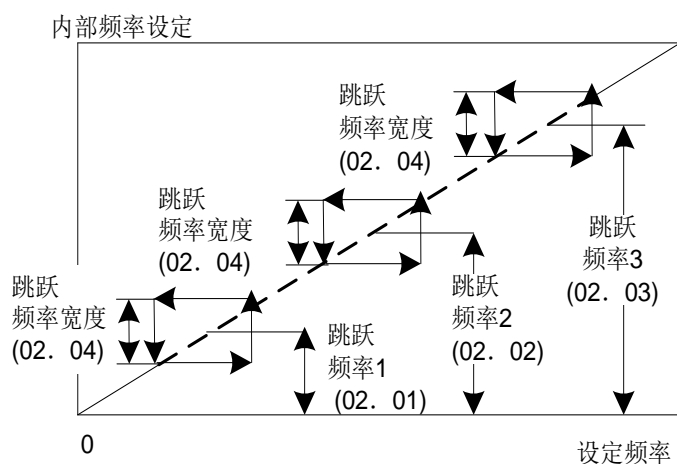 内部频率设定
跳跃
频率宽度
(02. 04)
跳跃
频率宽度
(02. 04)
跳跃
频率宽度
(02. 04)
跳跃
频率1
(02. 01)
跳跃
频率2
(02. 02)
跳跃
频率3
(02. 03)
0
设定频率